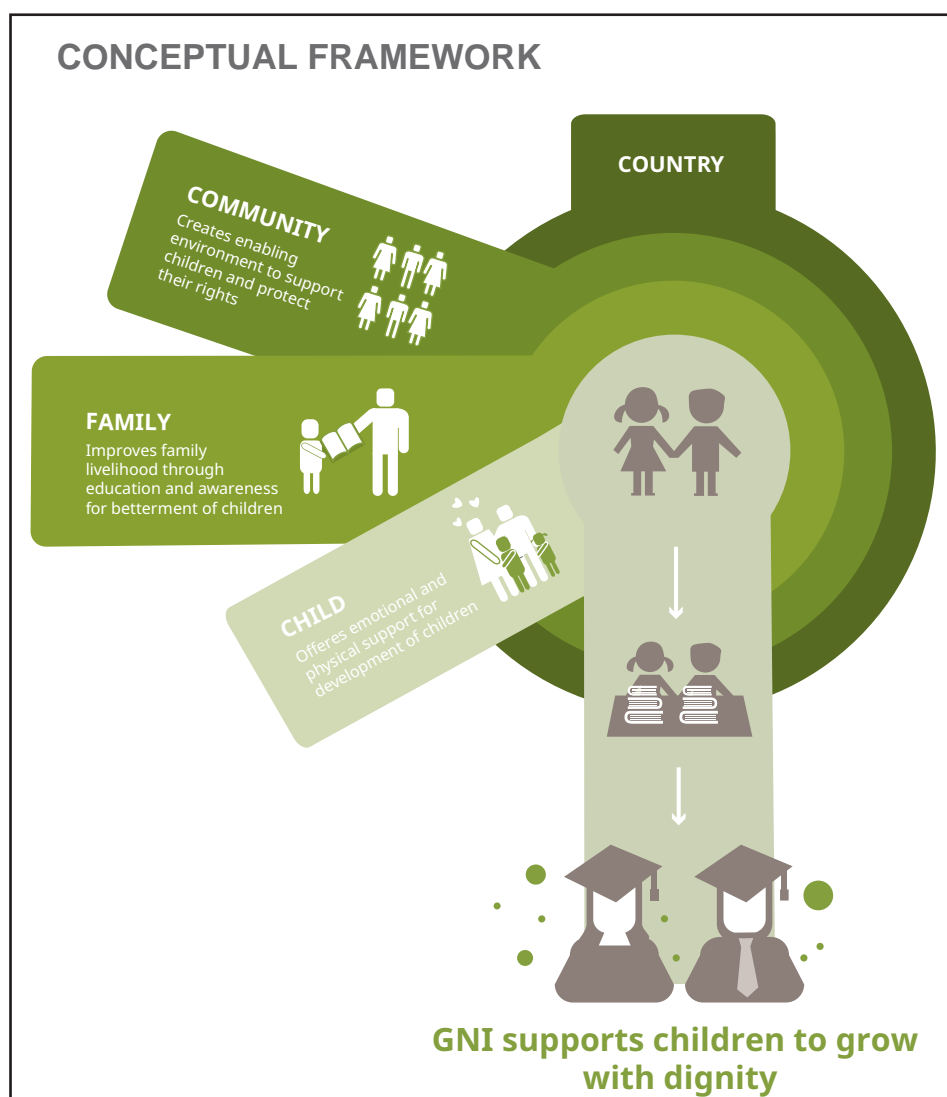 CONCEPTUAL FRAMEWORK
COUNTRY
COMMUNITY
Creates enabling
environment to support
children and protect
their rights
FAMILY
Improves family
livelihood through
education and awareness
for betterment of children
CHILD
Offeres emotional and
physical support for
development of children
GNI supports children to grow
with dignity